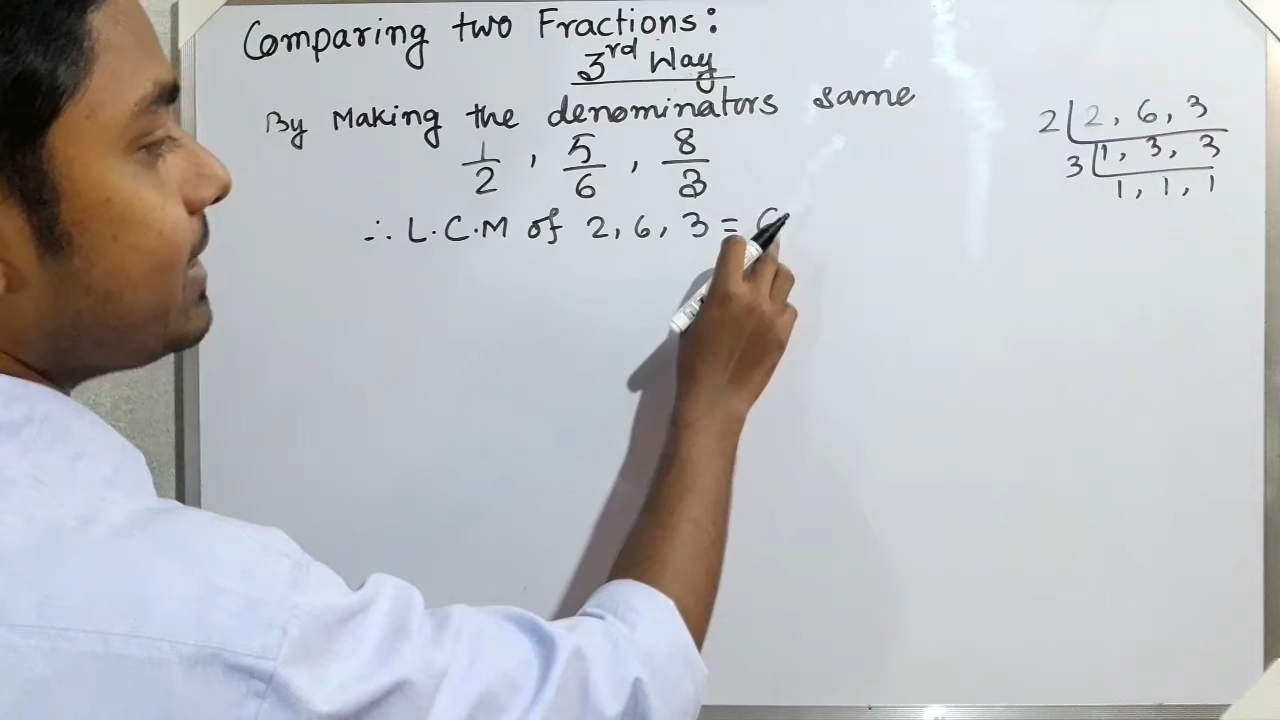 Comparing two Fractions:
3rd Way
By Making the denominators same
1/2, 5/6, 8/3
∴ L.C.M of 2, 6, 3 =
2 | 2, 6, 3
3 | 1, 3, 3
1, 1, 1